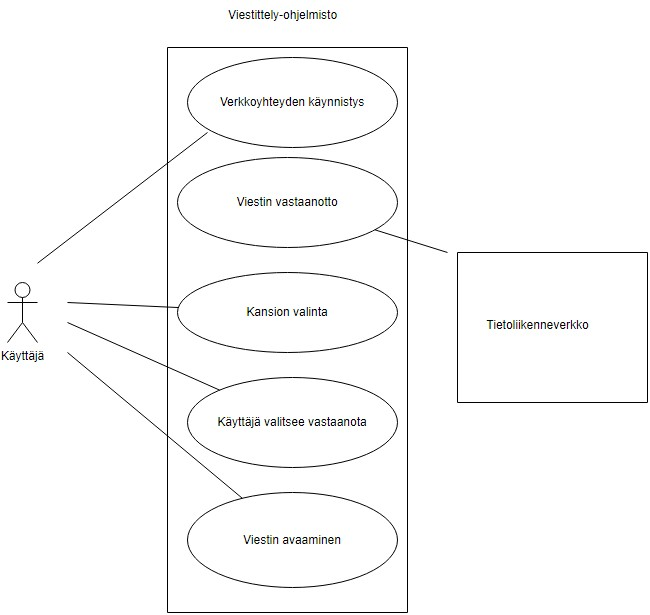 Viestittely-ohjelmisto
Verkkoyhteyden käynnistys
Viestin vastaanotto
Kansion valinta
Tietoliikenneverkko
Käyttäjä
Käyttäjä valitsee vastaanota
Viestin avaaminen